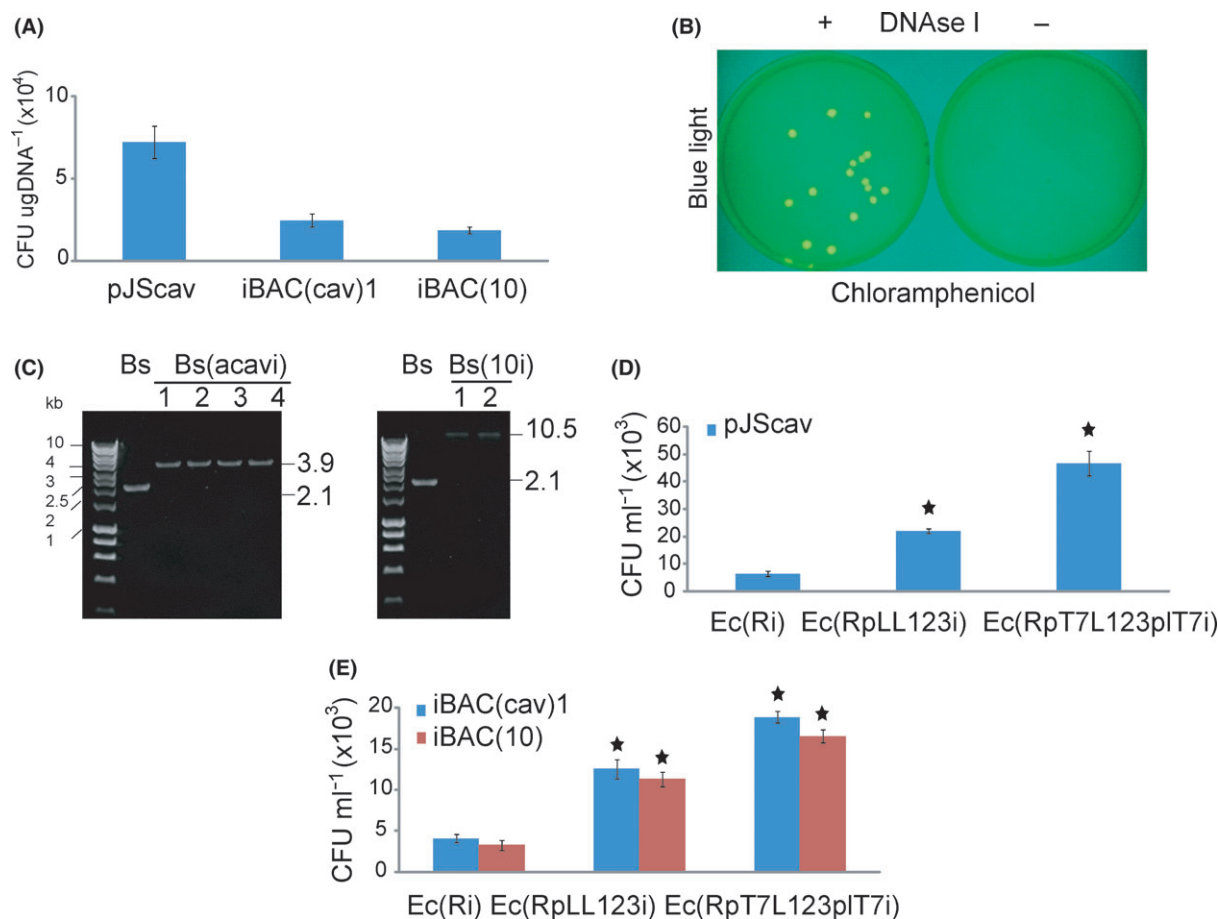 (A)
CFU ugDNA⁻¹ (x10⁴)
10
5
0
pJScav iBAC(cav)1 iBAC(10)
(B)
+ DNAse I –
Blue light
Chloramphenicol
(C)
Bs Bs(acavi)
1 2 3 4
kb
10
4
3
2.5
2
1
3.9
2.1
Bs Bs(10i)
1 2
10.5
2.1
(D)
CFU ml⁻¹ (x10³)
60
50
40
30
20
10
0
pJScav
Ec(Ri) Ec(RpLL123i) Ec(RpT7L123plT7i)
(E)
CFU ml⁻¹ (x10³)
20
15
10
5
0
iBAC(cav)1
iBAC(10)
Ec(Ri) Ec(RpLL123i) Ec(RpT7L123plT7i)